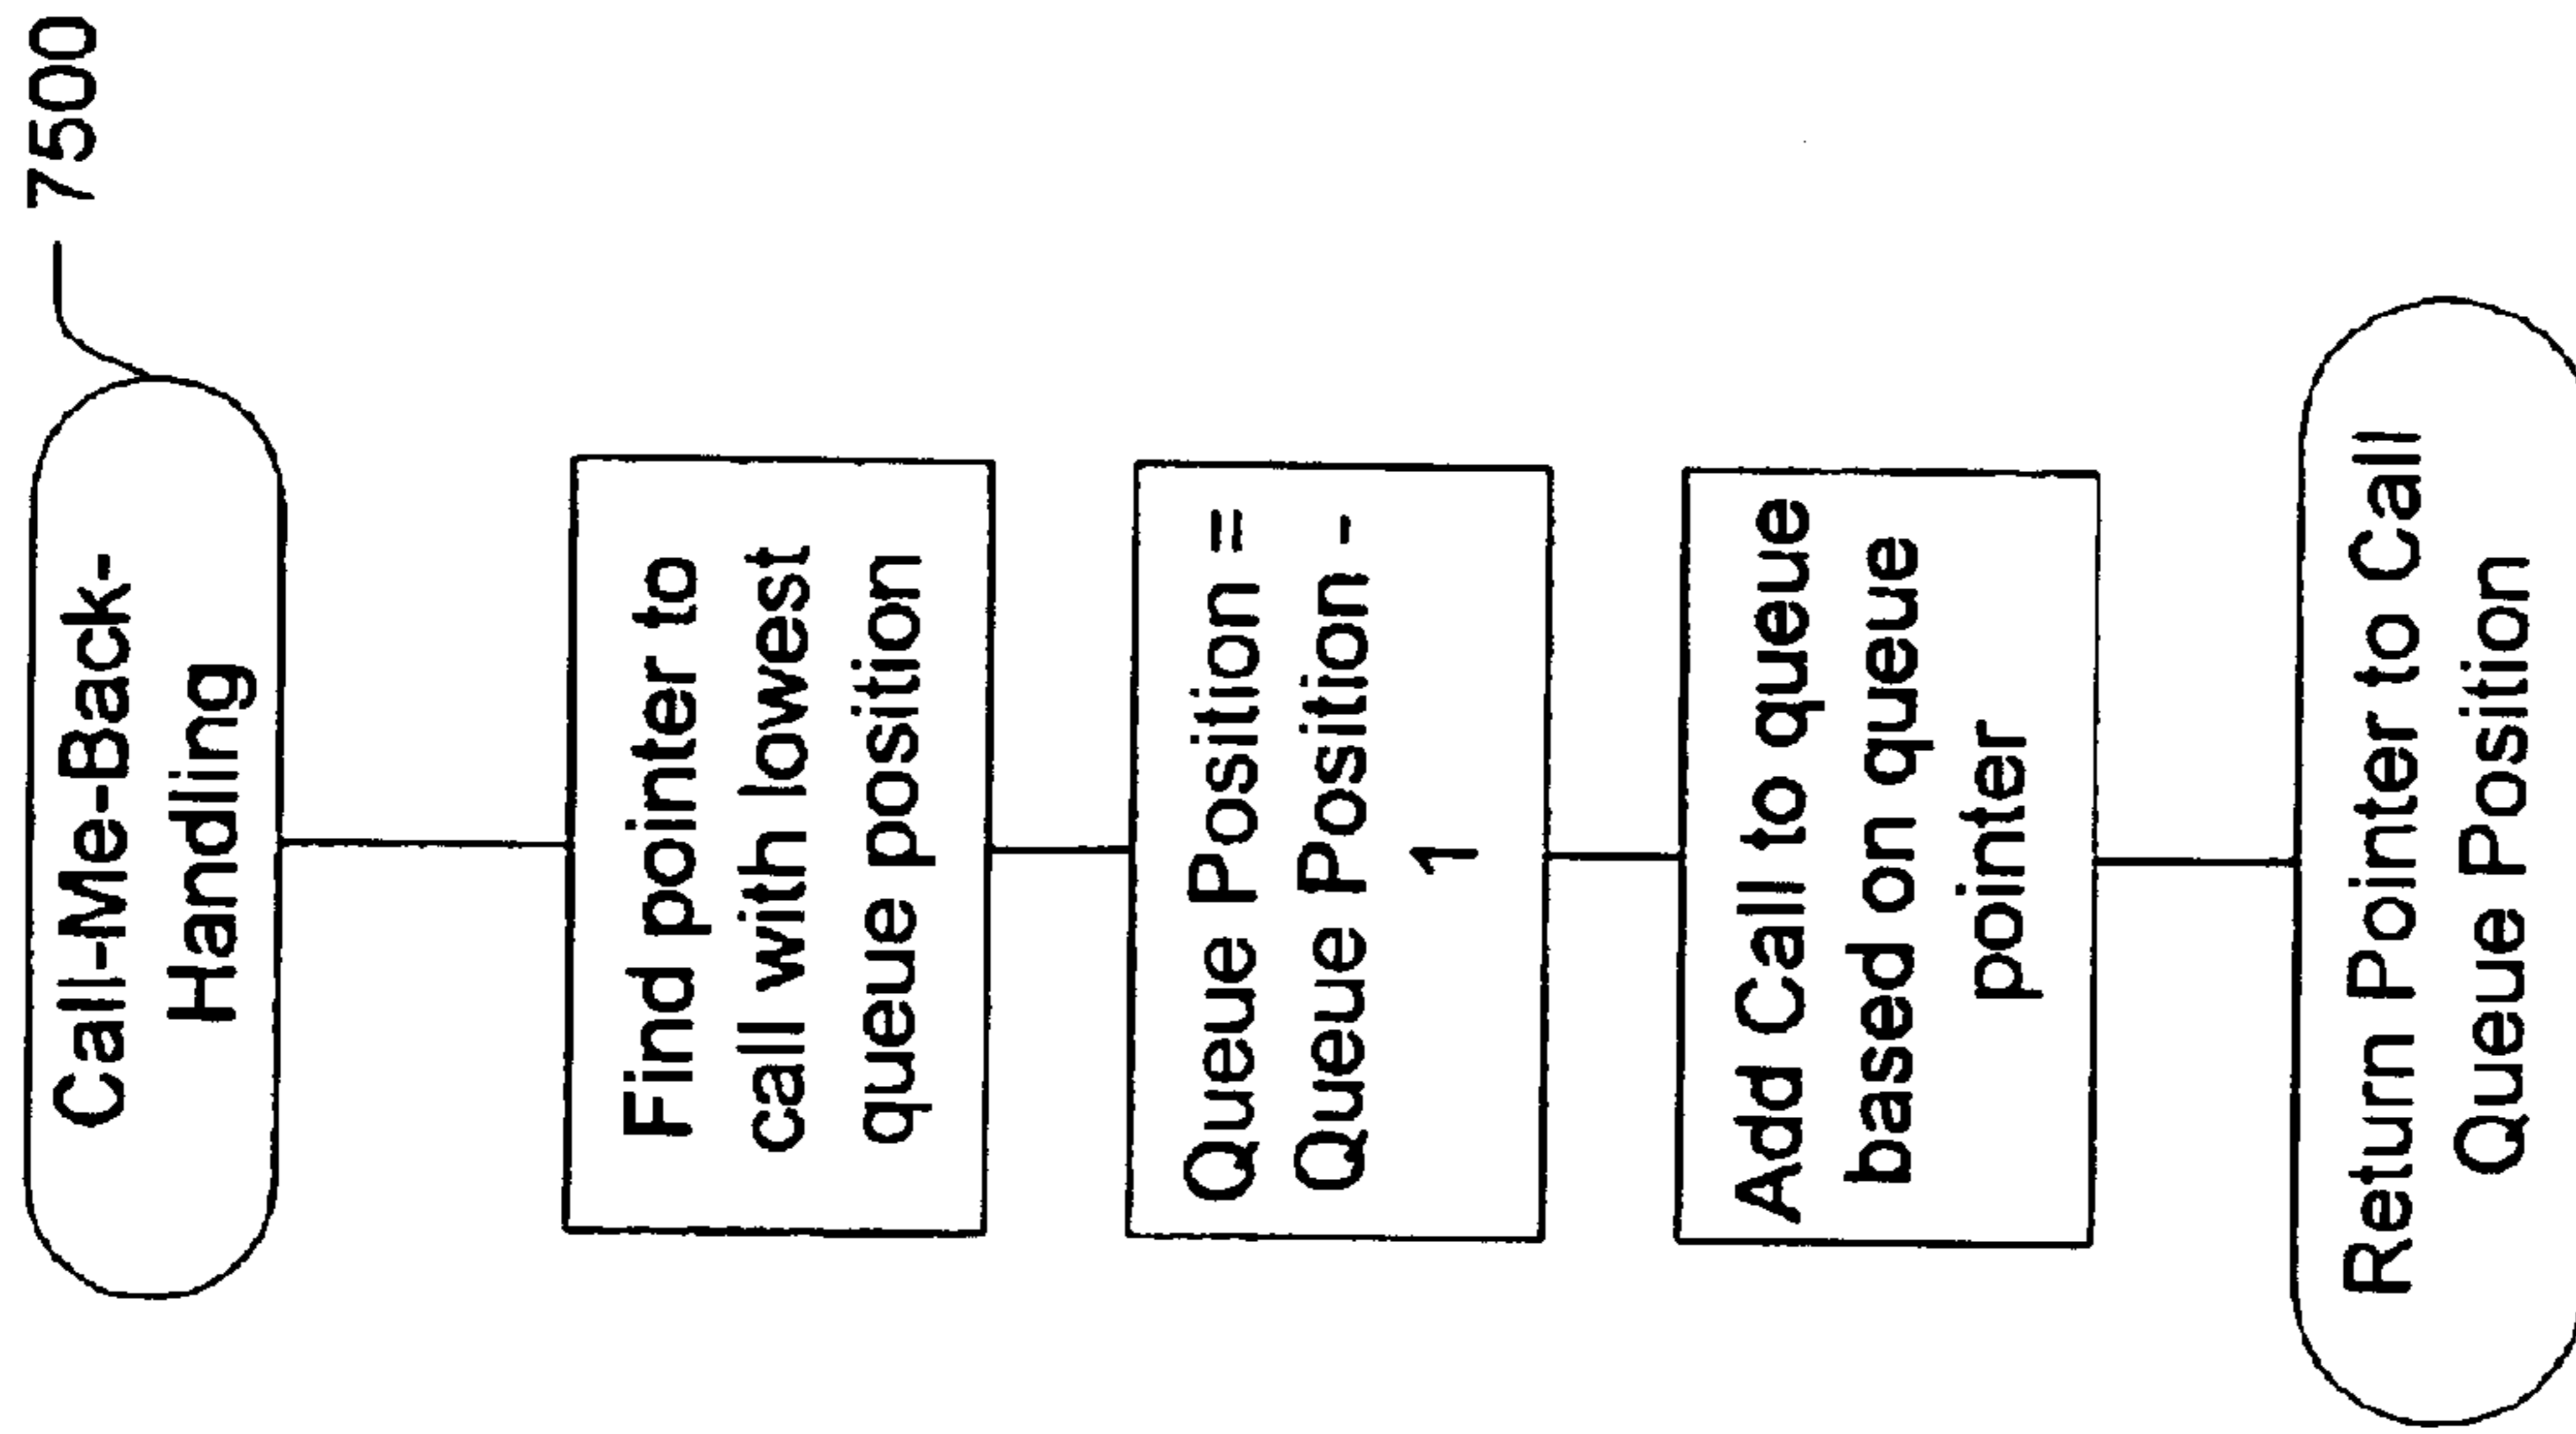 7500
Call-Me-Back-
Handling
Find pointer to
call with lowest
queue position
Queue Position =
Queue Position -
1
Add Call to queue
based on queue
pointer
Return Pointer to Call
Queue Position